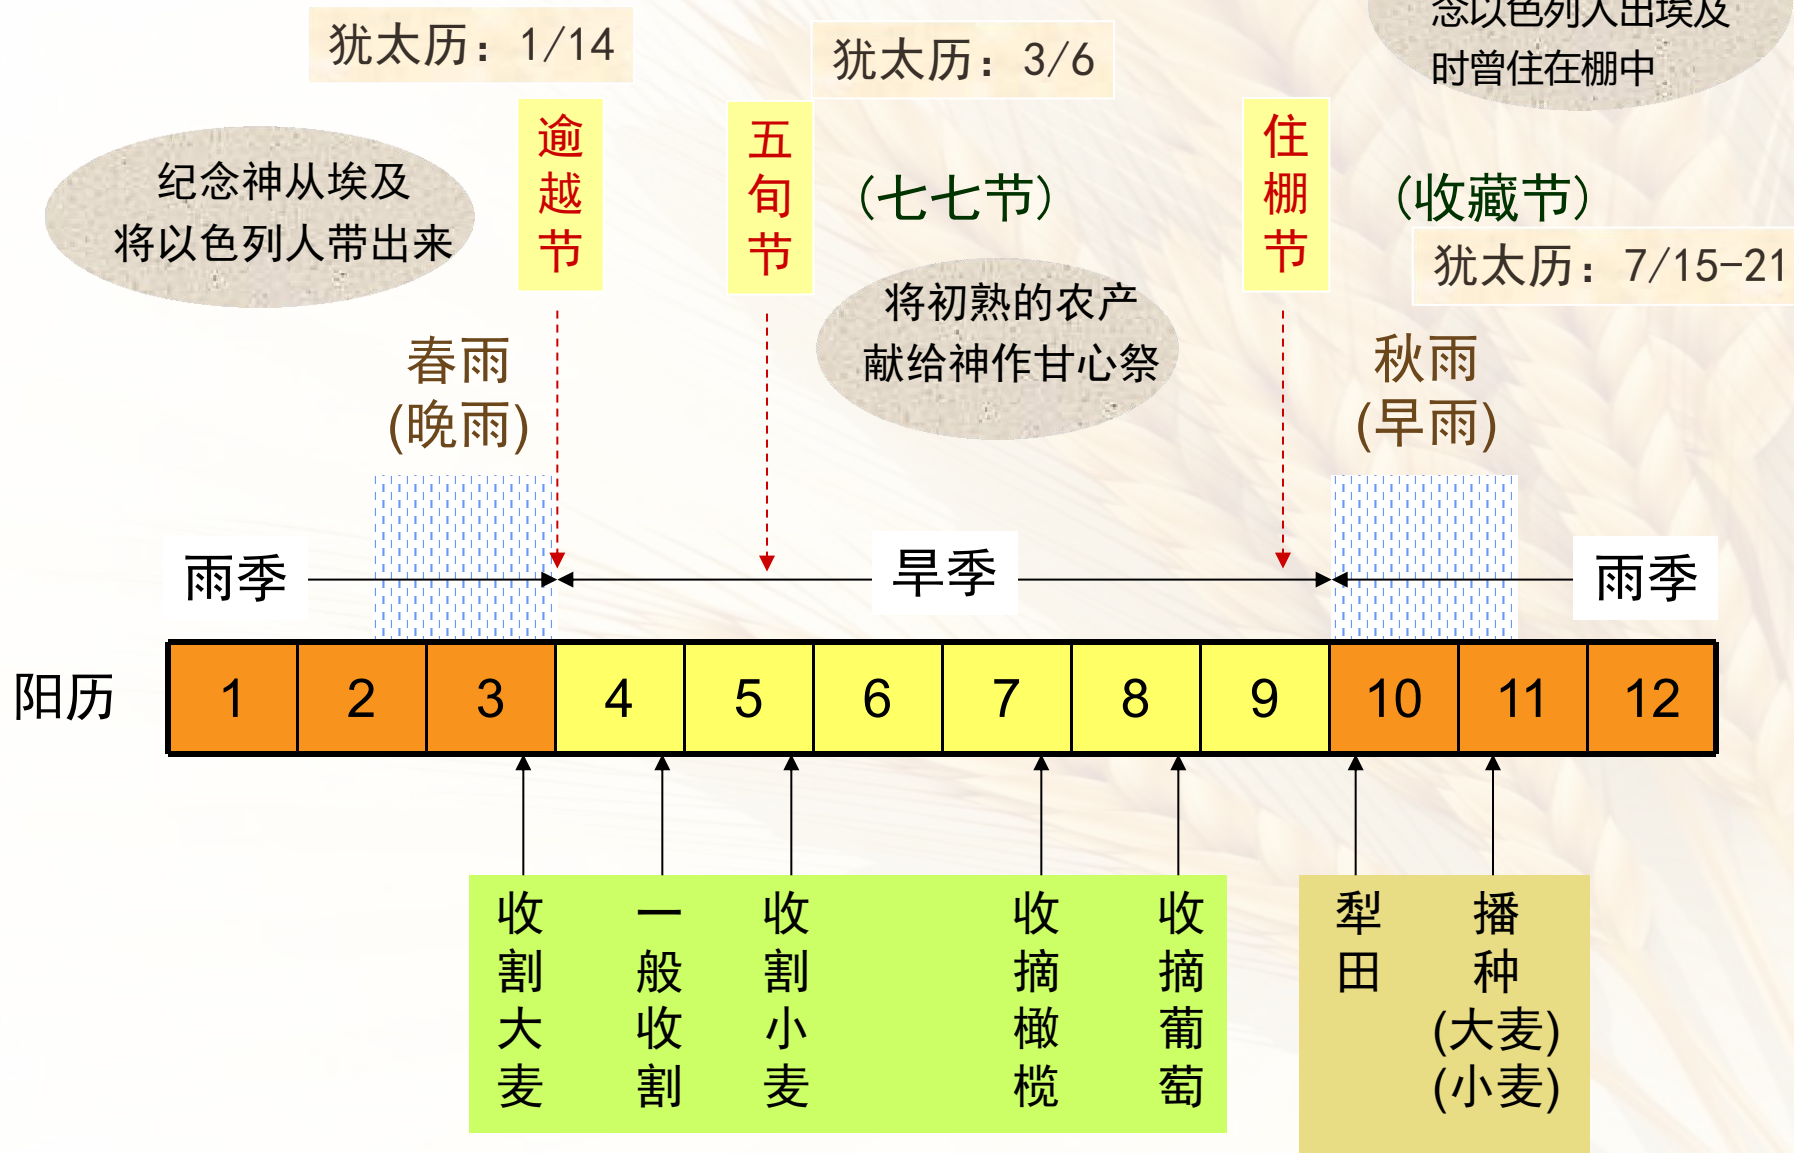 犹太历：1/14
犹太历：3/6
念以色列人出埃及
时曾住在棚中
逾越节
五旬节
住棚节
纪念神从埃及
将以色列人带出来
(七七节)
(收藏节)
犹太历：7/15-21
将初熟的农产
献给神作甘心祭
春雨
(晚雨)
秋雨
(早雨)
雨季
旱季
雨季
阳历
1 2 3 4 5 6 7 8 9 10 11 12
收割大麦
一般收割
收割小麦
收摘橄榄
收摘葡萄
犁田
播种
(大麦)
(小麦)